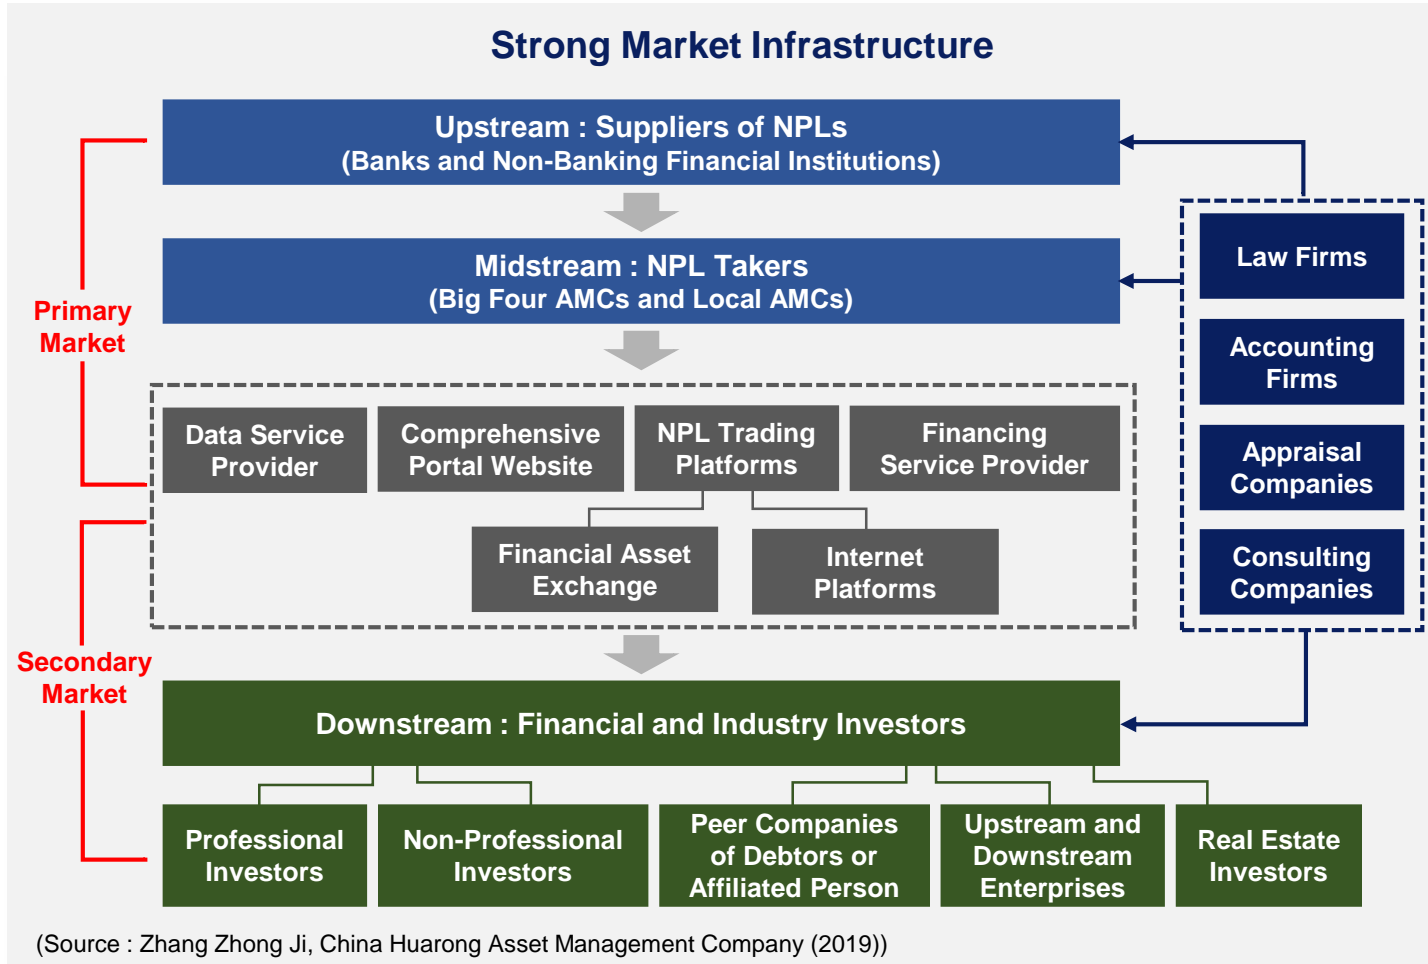 Strong Market Infrastructure
Upstream : Suppliers of NPLs
(Banks and Non-Banking Financial Institutions)
Midstream : NPL Takers
(Big Four AMCs and Local AMCs)
Primary
Market
Law Firms
Accounting
Firms
Appraisal
Companies
Consulting
Companies
Data Service
Provider
Comprehensive
Portal Website
NPL Trading
Platforms
Financing
Service Provider
Financial Asset
Exchange
Internet
Platforms
Secondary
Market
Downstream : Financial and Industry Investors
Professional
Investors
Non-Professional
Investors
Peer Companies
of Debtors or
Affiliated Person
Upstream and
Downstream
Enterprises
Real Estate
Investors
(Source : Zhang Zhong Ji, China Huarong Asset Management Company (2019))